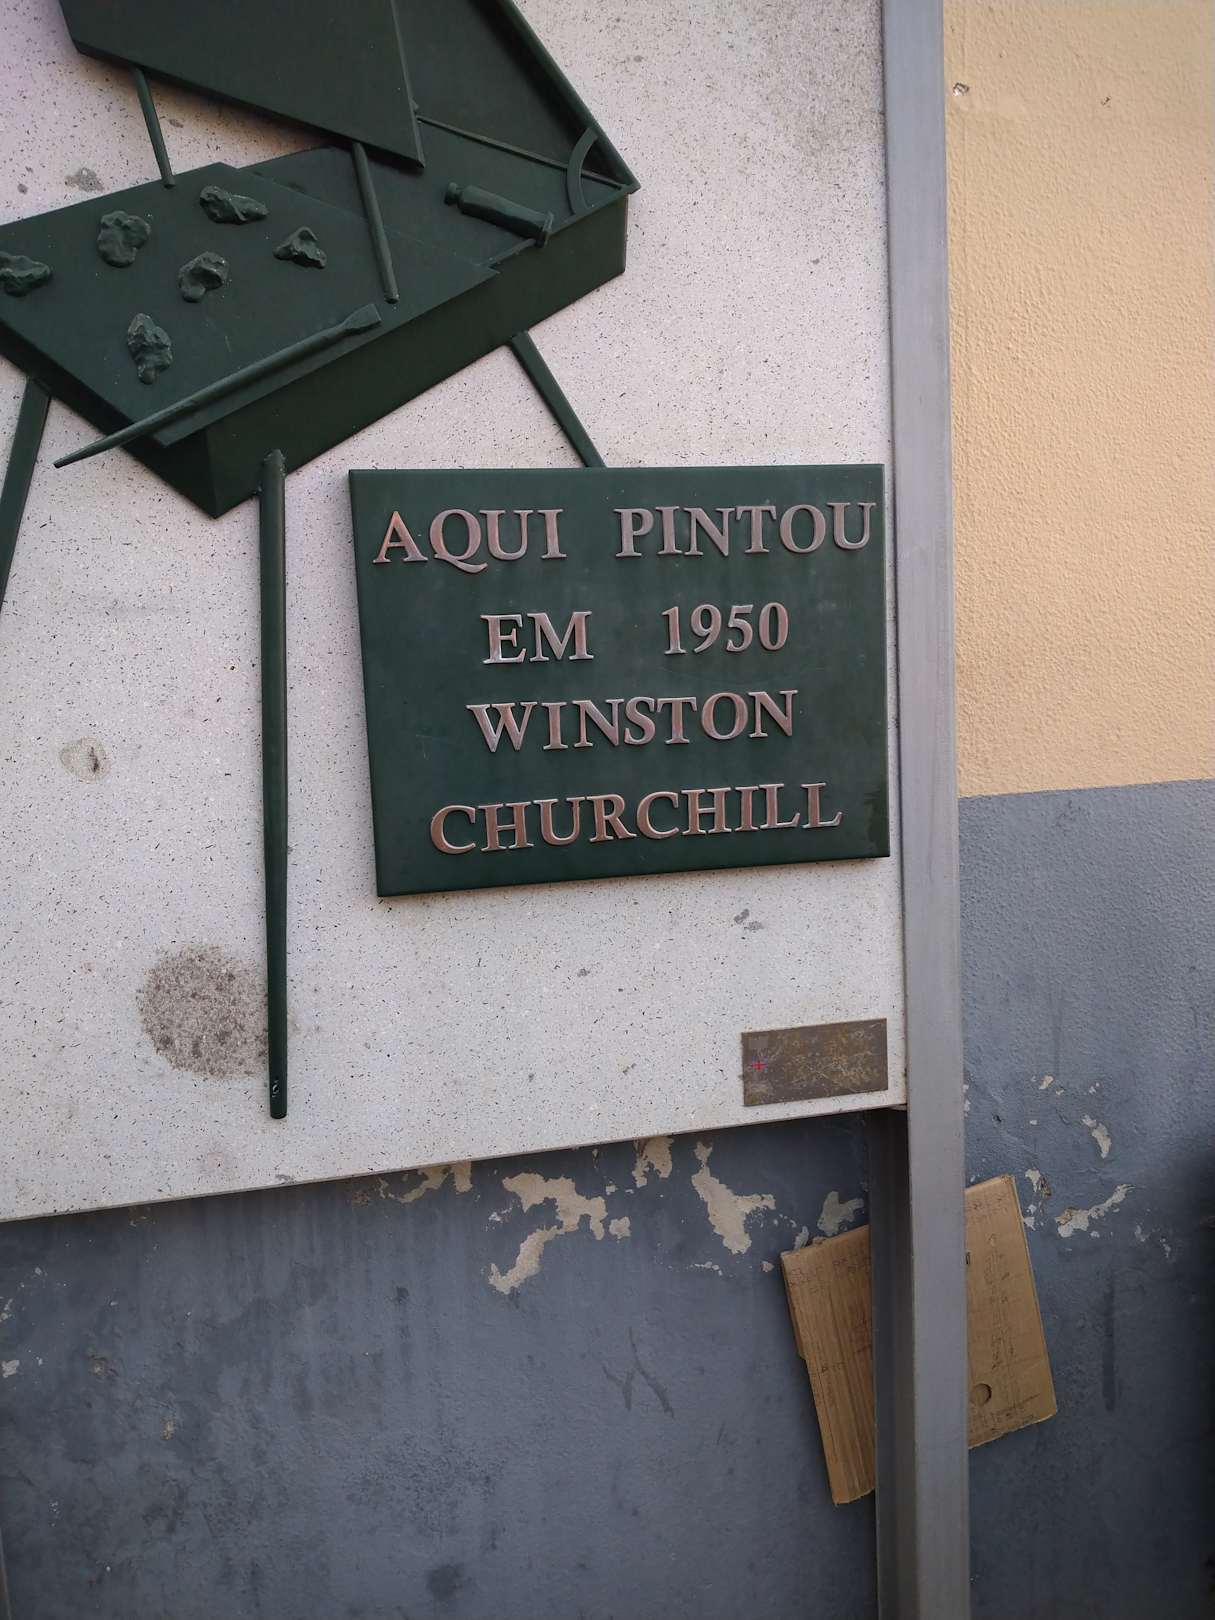 AQUI PINTOU
EM 1950
WINSTON
CHURCHILL